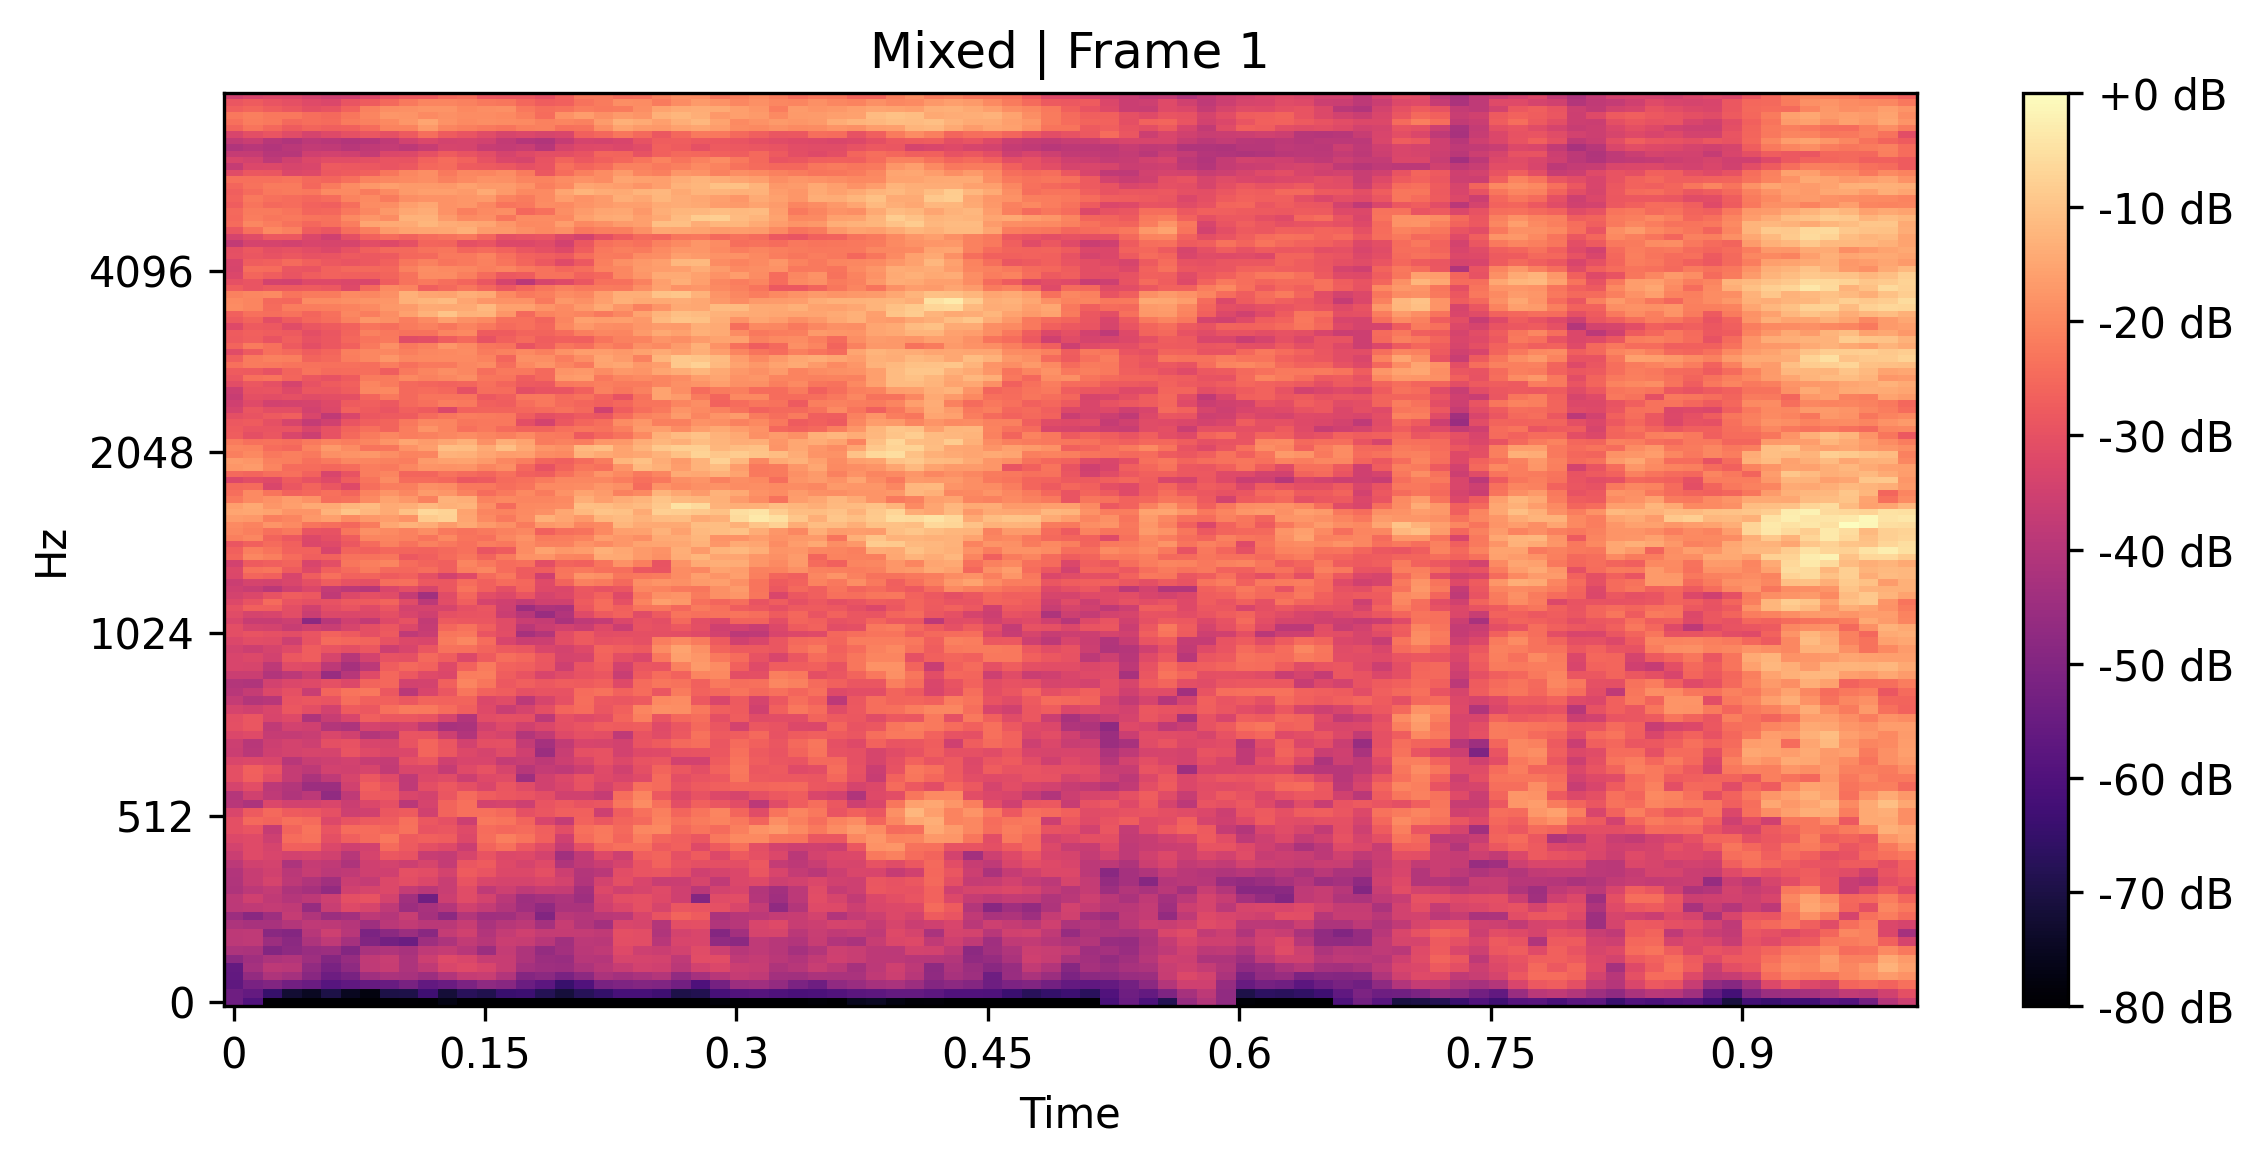 Mixed | Frame 1
+0 dB
-10 dB
-20 dB
-30 dB
-40 dB
-50 dB
-60 dB
-70 dB
-80 dB
Hz
4096
2048
1024
512
0
0 0.15 0.3 0.45 0.6 0.75 0.9
Time